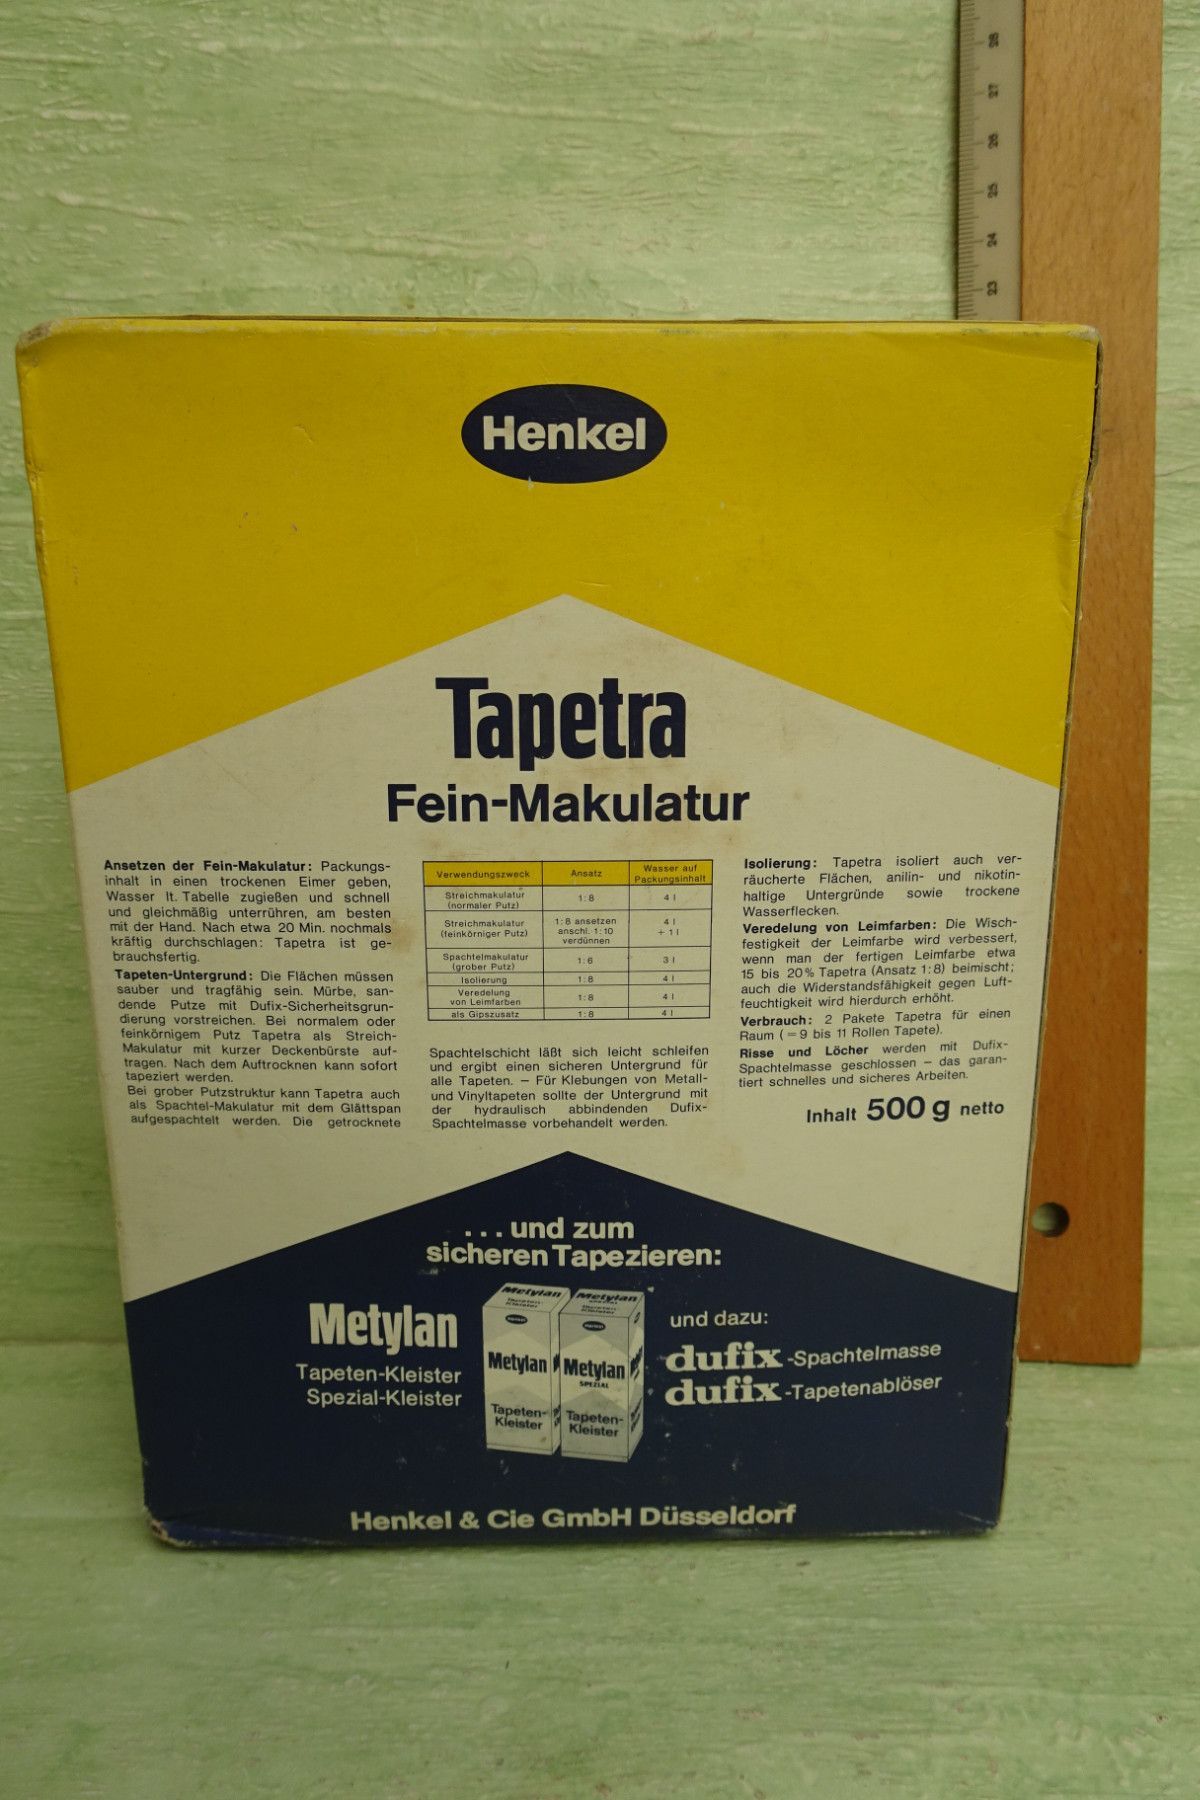 28
27
26
25
24
23
Henkel
Tapetra
Fein-Makulatur
Ansetzen der Fein-Makulatur: Packungs-
inhalt in einen trockenen Eimer geben,
Wasser lt. Tabelle zugießen und schnell
und gleichmäßig unterrühren, am besten
mit der Hand. Nach etwa 20 Min. nochmals
kräftig durchschlagen: Tapetra ist ge-
brauchsfertig.
Tapeten-Untergrund: Die Flächen müssen
sauber und tragfähig sein. Mürbe, san-
dende Putze mit Dufix-Sicherheitsgrun-
dierung vorstreichen. Bei normalem oder
feinkörnigem Putz Tapetra als Streich-
Makulatur mit kurzer Deckenbürste auf-
tragen. Nach dem Auftrocknen kann sofort
tapeziert werden.
Bei grober Putzstruktur kann Tapetra auch
als Spachtel-Makulatur mit dem Glättspan
aufgespachtelt werden. Die getrocknete
Verwendungszweck Ansatz Wasser auf
Packungsinhalt
Streichmakulatur
(normaler Putz) 1:8 4 l
Streichmakulatur
(feinkörniger Putz) 1:8 ansetzen
anschl. 1:10
verdünnen 4 l
+ 1 l
Spachtelmakulatur
(grober Putz) 1:6 3 l
Isolierung 1:8 4 l
Veredelung
von Leimfarben 1:8 4 l
als Gipszusatz 1:8 4 l
Spachtelschicht läßt sich leicht schleifen
und ergibt einen sicheren Untergrund für
alle Tapeten. – Für Klebungen von Metall-
und Vinyltapeten sollte der Untergrund mit
der hydraulisch abbindenden Dufix-
Spachtelmasse vorbehandelt werden.
Isolierung: Tapetra isoliert auch ver-
räucherte Flächen, anilin- und nikotin-
haltige Untergründe sowie trockene
Wasserflecken.
Veredelung von Leimfarben: Die Wisch-
festigkeit der Leimfarbe wird verbessert,
wenn man der fertigen Leimfarbe etwa
15 bis 20% Tapetra (Ansatz 1:8) beimischt;
auch die Widerstandsfähigkeit gegen Luft-
feuchtigkeit wird hierdurch erhöht.
Verbrauch: 2 Pakete Tapetra für einen
Raum (=9 bis 11 Rollen Tapete).
Risse und Löcher werden mit Dufix-
Spachtelmasse geschlossen – das garan-
tiert schnelles und sicheres Arbeiten.
Inhalt 500 g netto
... und zum
sicheren Tapezieren:
Metylan
Tapeten-Kleister
Spezial-Kleister
Metylan
Tapeten-
Kleister
Henkel
Metylan
Tapeten-
Kleister
Metylan
Henkel
Metylan
SPEZIAL
Tapeten-
Kleister
und dazu:
dufix-Spachtelmasse
dufix-Tapetenablöser
Henkel & Cie GmbH Düsseldorf